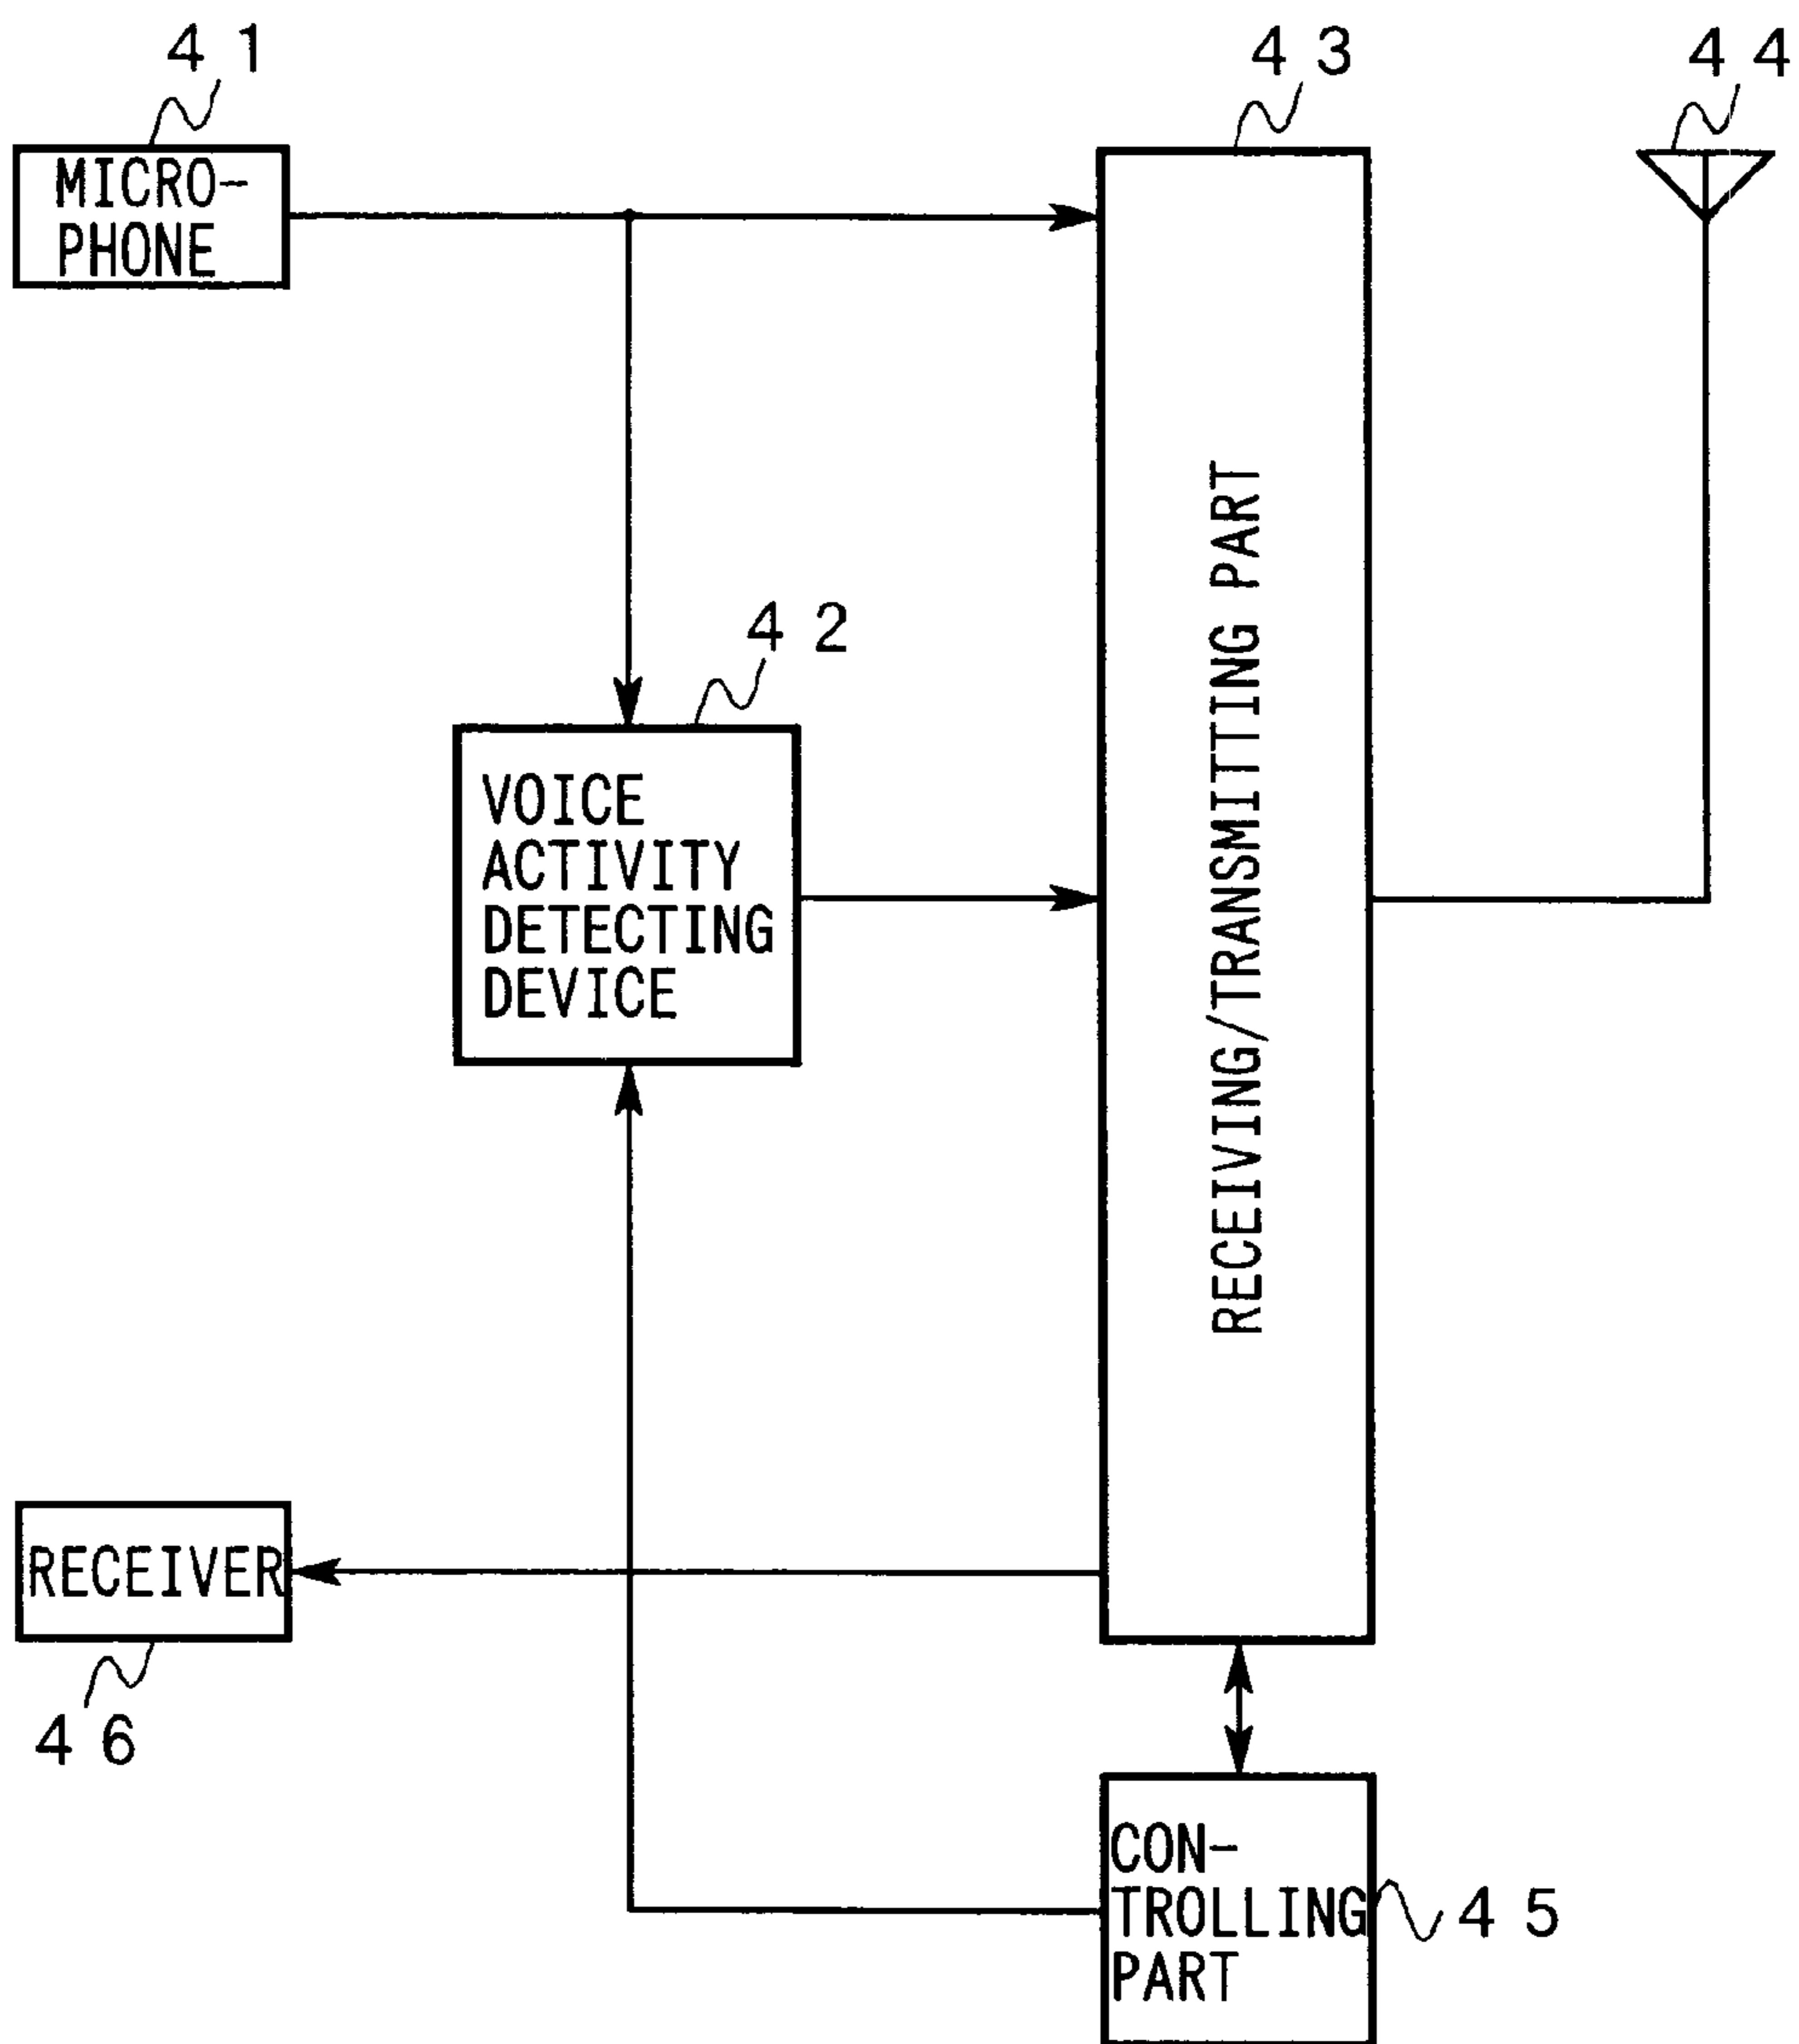 41
43
44
MICRO-
PHONE
42
VOICE
ACTIVITY
DETECTING
DEVICE
RECEIVING/TRANSMITTING PART
RECEIVER
46
CON-
TROLLING
PART
45